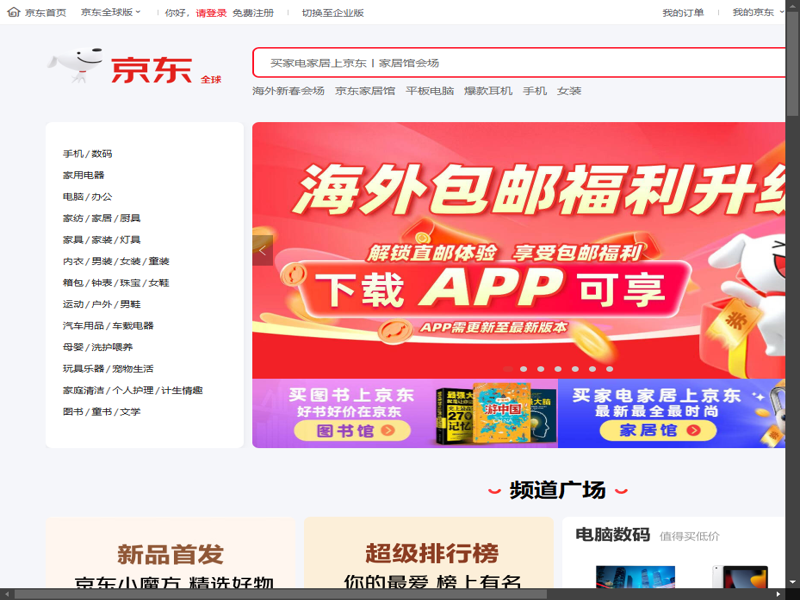 京东首页 京东全球版 你好，请登录 免费注册 切换至企业版 我的订单 我的京东
京东 全球
买家电家居上京东丨家居馆会场
海外新春会场 京东家居馆 平板电脑 爆款耳机 手机 女装
手机 / 数码
家用电器
电脑 / 办公
家纺 / 家居 / 厨具
家具 / 家装 / 灯具
内衣 / 男装 / 女装 / 童装
箱包 / 钟表 / 珠宝 / 女鞋
运动 / 户外 / 男鞋
汽车用品 / 车载电器
母婴 / 洗护喂养
玩具乐器 / 宠物生活
家庭清洁 / 个人护理 / 计生情趣
图书 / 童书 / 文学
海外包邮福利升级
解锁直邮体验 享受包邮福利
下载 APP 可享
APP需更新至最新版本
券
买图书上京东
好书好价在京东
图书馆
最强大
270
记忆
游中国
大脑
买家电家居上京东
最新最全最时尚
家居馆
频道广场
新品首发
京东小魔方 精选好物
超级排行榜
你的最爱 榜上有名
电脑数码 值得买低价